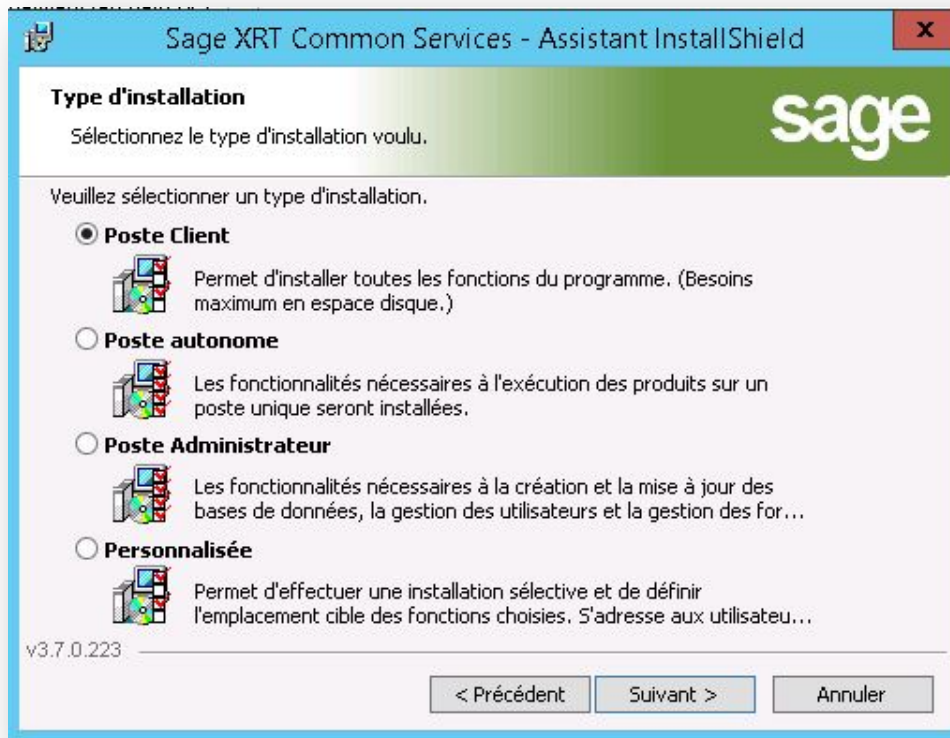 Sage XRT Common Services - Assistant InstallShield
x
Type d'installation
Sélectionnez le type d'installation voulu.
sage
Veuillez sélectionner un type d'installation.
Poste Client
Permet d'installer toutes les fonctions du programme. (Besoins
maximum en espace disque.)
Poste autonome
Les fonctionnalités nécessaires à l'exécution des produits sur un
poste unique seront installées.
Poste Administrateur
Les fonctionnalités nécessaires à la création et la mise à jour des
bases de données, la gestion des utilisateurs et la gestion des for...
Personnalisée
Permet d'effectuer une installation sélective et de définir
l'emplacement cible des fonctions choisies. S'adresse aux utilisateu...
v3.7.0.223
< Précédent
Suivant >
Annuler